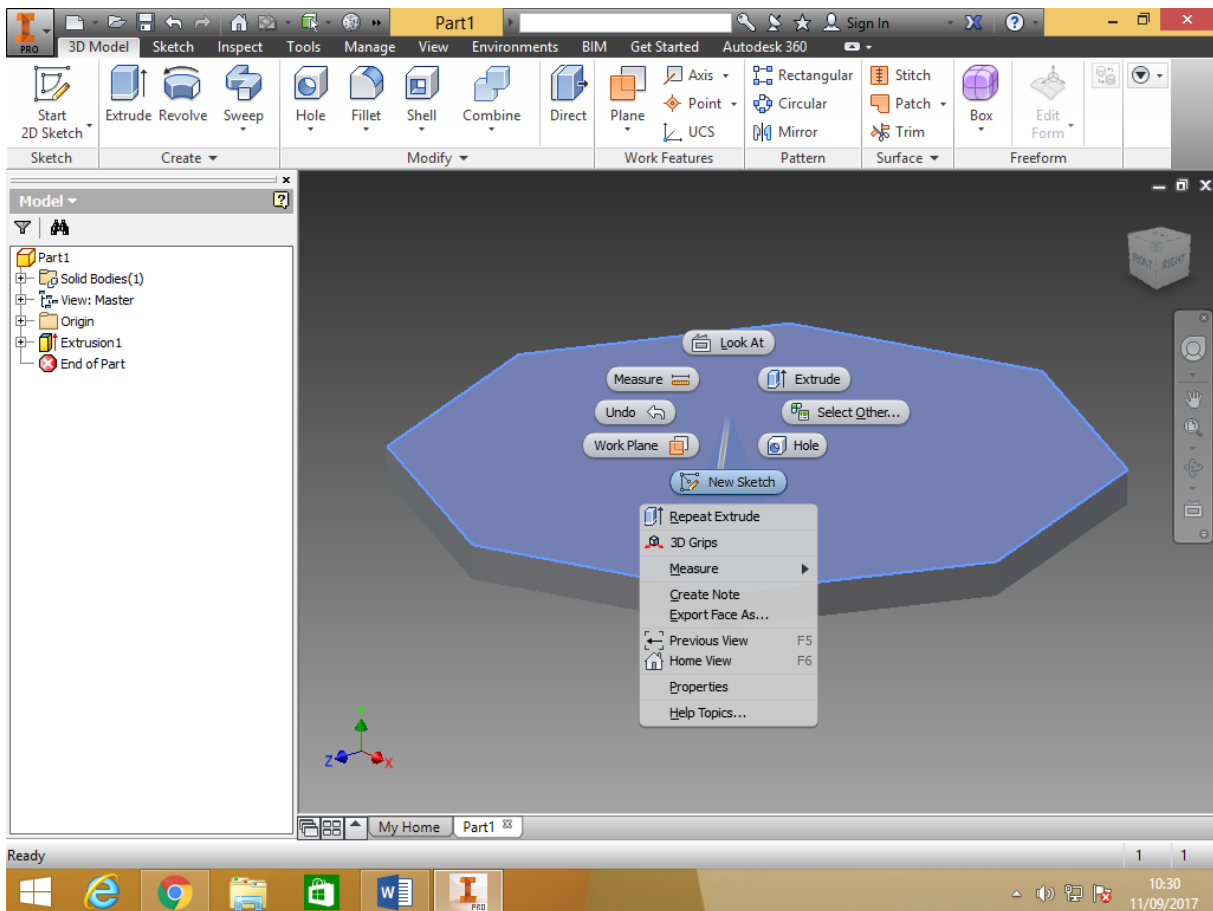 Part1
Sign In
PRO
3D Model Sketch Inspect Tools Manage View Environments BIM Get Started Autodesk 360
Start
2D Sketch
Extrude Revolve Sweep
Hole Fillet Shell Combine Direct
Plane
Axis
Point
UCS
Rectangular
Circular
Mirror
Stitch
Patch
Trim
Box
Edit
Form
Sketch Create Modify Work Features Pattern Surface Freeform
Model
Part1
Solid Bodies(1)
View: Master
Origin
Extrusion1
End of Part
FRONT RIGHT
Look At
Measure Extrude
Undo Select Other...
Work Plane Hole
New Sketch
Repeat Extrude
3D Grips
Measure
Create Note
Export Face As...
Previous View F5
Home View F6
Properties
Help Topics...
Y
Z X
My Home Part1
Ready 1 1
PRO
10:30
11/09/2017